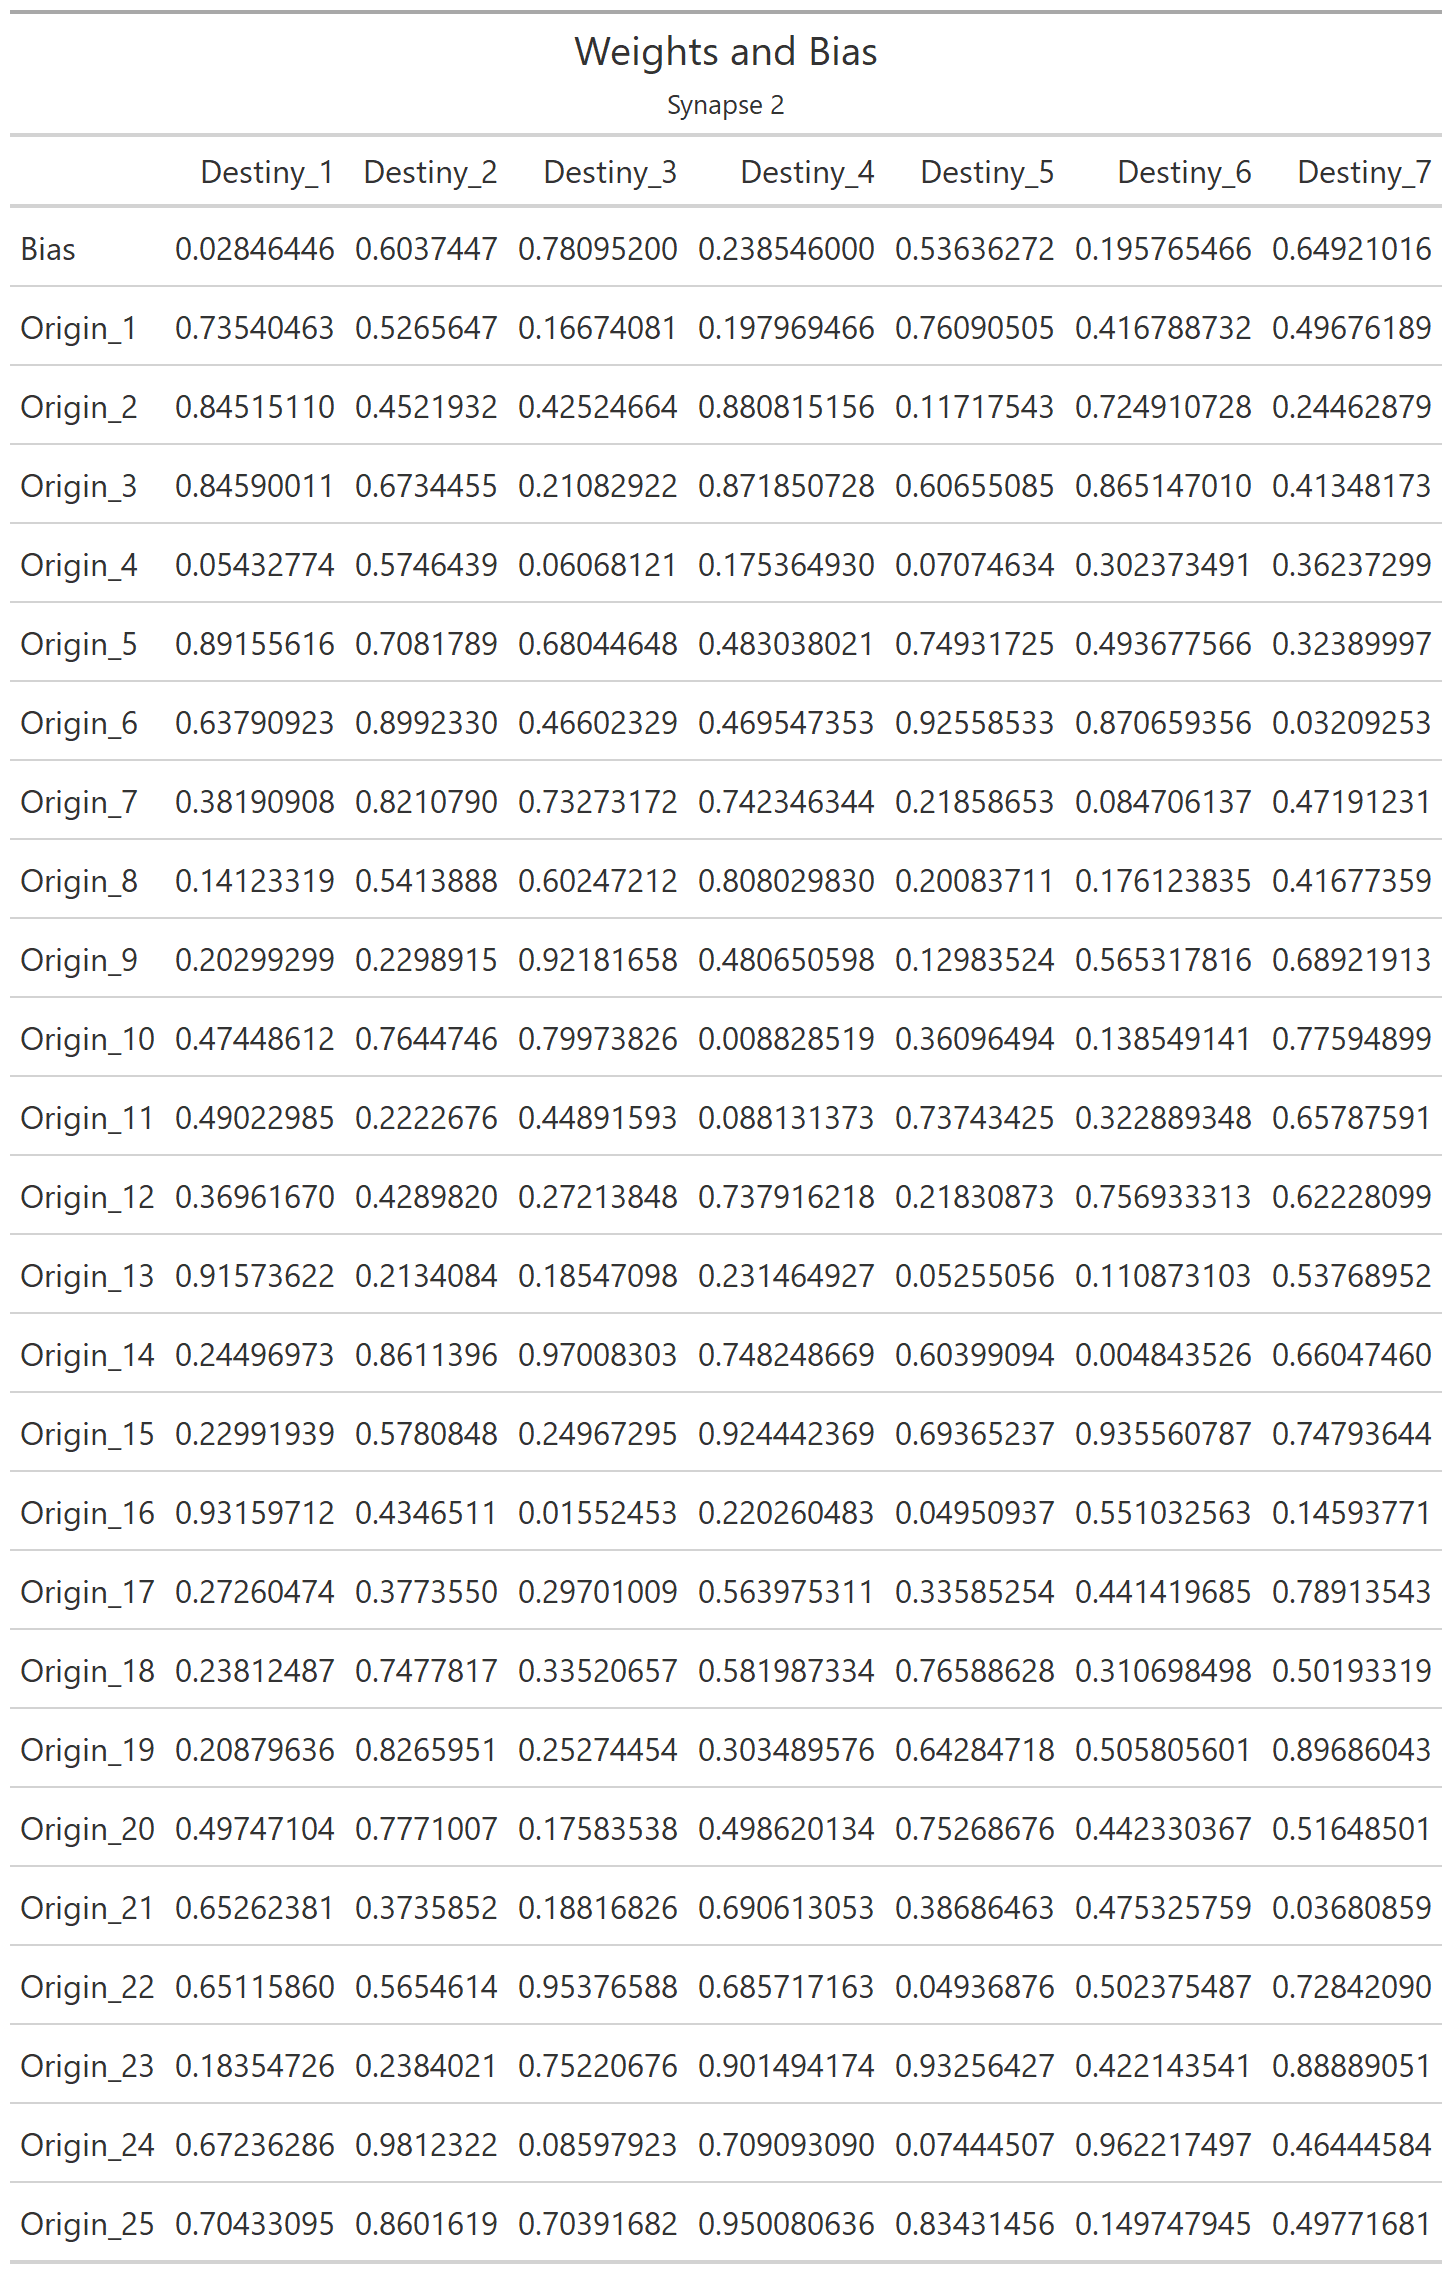 Weights and Bias
Synapse 2
Destiny_1 Destiny_2 Destiny_3 Destiny_4 Destiny_5 Destiny_6 Destiny_7
Bias 0.02846446 0.6037447 0.78095200 0.238546000 0.53636272 0.195765466 0.64921016
Origin_1 0.73540463 0.5265647 0.16674081 0.197969466 0.76090505 0.416788732 0.49676189
Origin_2 0.84515110 0.4521932 0.42524664 0.880815156 0.11717543 0.724910728 0.24462879
Origin_3 0.84590011 0.6734455 0.21082922 0.871850728 0.60655085 0.865147010 0.41348173
Origin_4 0.05432774 0.5746439 0.06068121 0.175364930 0.07074634 0.302373491 0.36237299
Origin_5 0.89155616 0.7081789 0.68044648 0.483038021 0.74931725 0.493677566 0.32389997
Origin_6 0.63790923 0.8992330 0.46602329 0.469547353 0.92558533 0.870659356 0.03209253
Origin_7 0.38190908 0.8210790 0.73273172 0.742346344 0.21858653 0.084706137 0.47191231
Origin_8 0.14123319 0.5413888 0.60247212 0.808029830 0.20083711 0.176123835 0.41677359
Origin_9 0.20299299 0.2298915 0.92181658 0.480650598 0.12983524 0.565317816 0.68921913
Origin_10 0.47448612 0.7644746 0.79973826 0.008828519 0.36096494 0.138549141 0.77594899
Origin_11 0.49022985 0.2222676 0.44891593 0.088131373 0.73743425 0.322889348 0.65787591
Origin_12 0.36961670 0.4289820 0.27213848 0.737916218 0.21830873 0.756933313 0.62228099
Origin_13 0.91573622 0.2134084 0.18547098 0.231464927 0.05255056 0.110873103 0.53768952
Origin_14 0.24496973 0.8611396 0.97008303 0.748248669 0.60399094 0.004843526 0.66047460
Origin_15 0.22991939 0.5780848 0.24967295 0.924442369 0.69365237 0.935560787 0.74793644
Origin_16 0.93159712 0.4346511 0.01552453 0.220260483 0.04950937 0.551032563 0.14593771
Origin_17 0.27260474 0.3773550 0.29701009 0.563975311 0.33585254 0.441419685 0.78913543
Origin_18 0.23812487 0.7477817 0.33520657 0.581987334 0.76588628 0.310698498 0.50193319
Origin_19 0.20879636 0.8265951 0.25274454 0.303489576 0.64284718 0.505805601 0.89686043
Origin_20 0.49747104 0.7771007 0.17583538 0.498620134 0.75268676 0.442330367 0.51648501
Origin_21 0.65262381 0.3735852 0.18816826 0.690613053 0.38686463 0.475325759 0.03680859
Origin_22 0.65115860 0.5654614 0.95376588 0.685717163 0.04936876 0.502375487 0.72842090
Origin_23 0.18354726 0.2384021 0.75220676 0.901494174 0.93256427 0.422143541 0.88889051
Origin_24 0.67236286 0.9812322 0.08597923 0.709093090 0.07444507 0.962217497 0.46444584
Origin_25 0.70433095 0.8601619 0.70391682 0.950080636 0.83431456 0.149747945 0.49771681